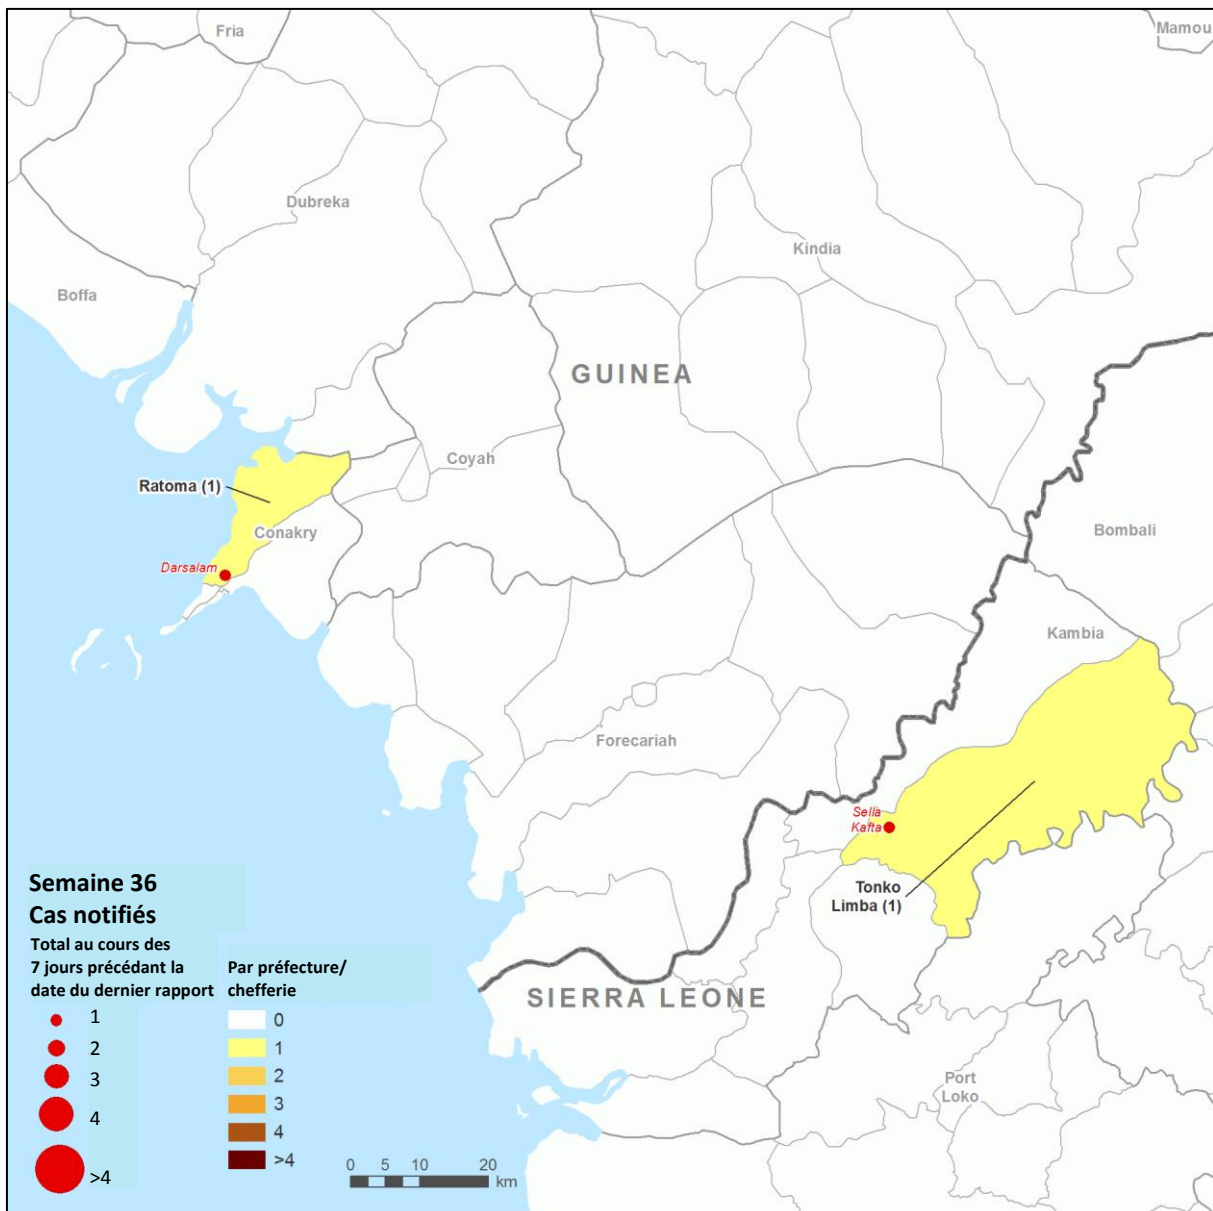 Fria
Mamou
Dubreka
Kindia
Boffa
GUINEA
Coyah
Ratoma (1)
Conakry
Bombali
Darsalam
Kambia
Forecariah
Sella
Kafta
Tonko
Limba (1)
SIERRA LEONE
Port
Loko
Semaine 36
Cas notifiés
Total au cours des
7 jours précédant la
date du dernier rapport
1
2
3
4
>4
Par préfecture/
chefferie
0
1
2
3
4
>4
0 5 10 20
km